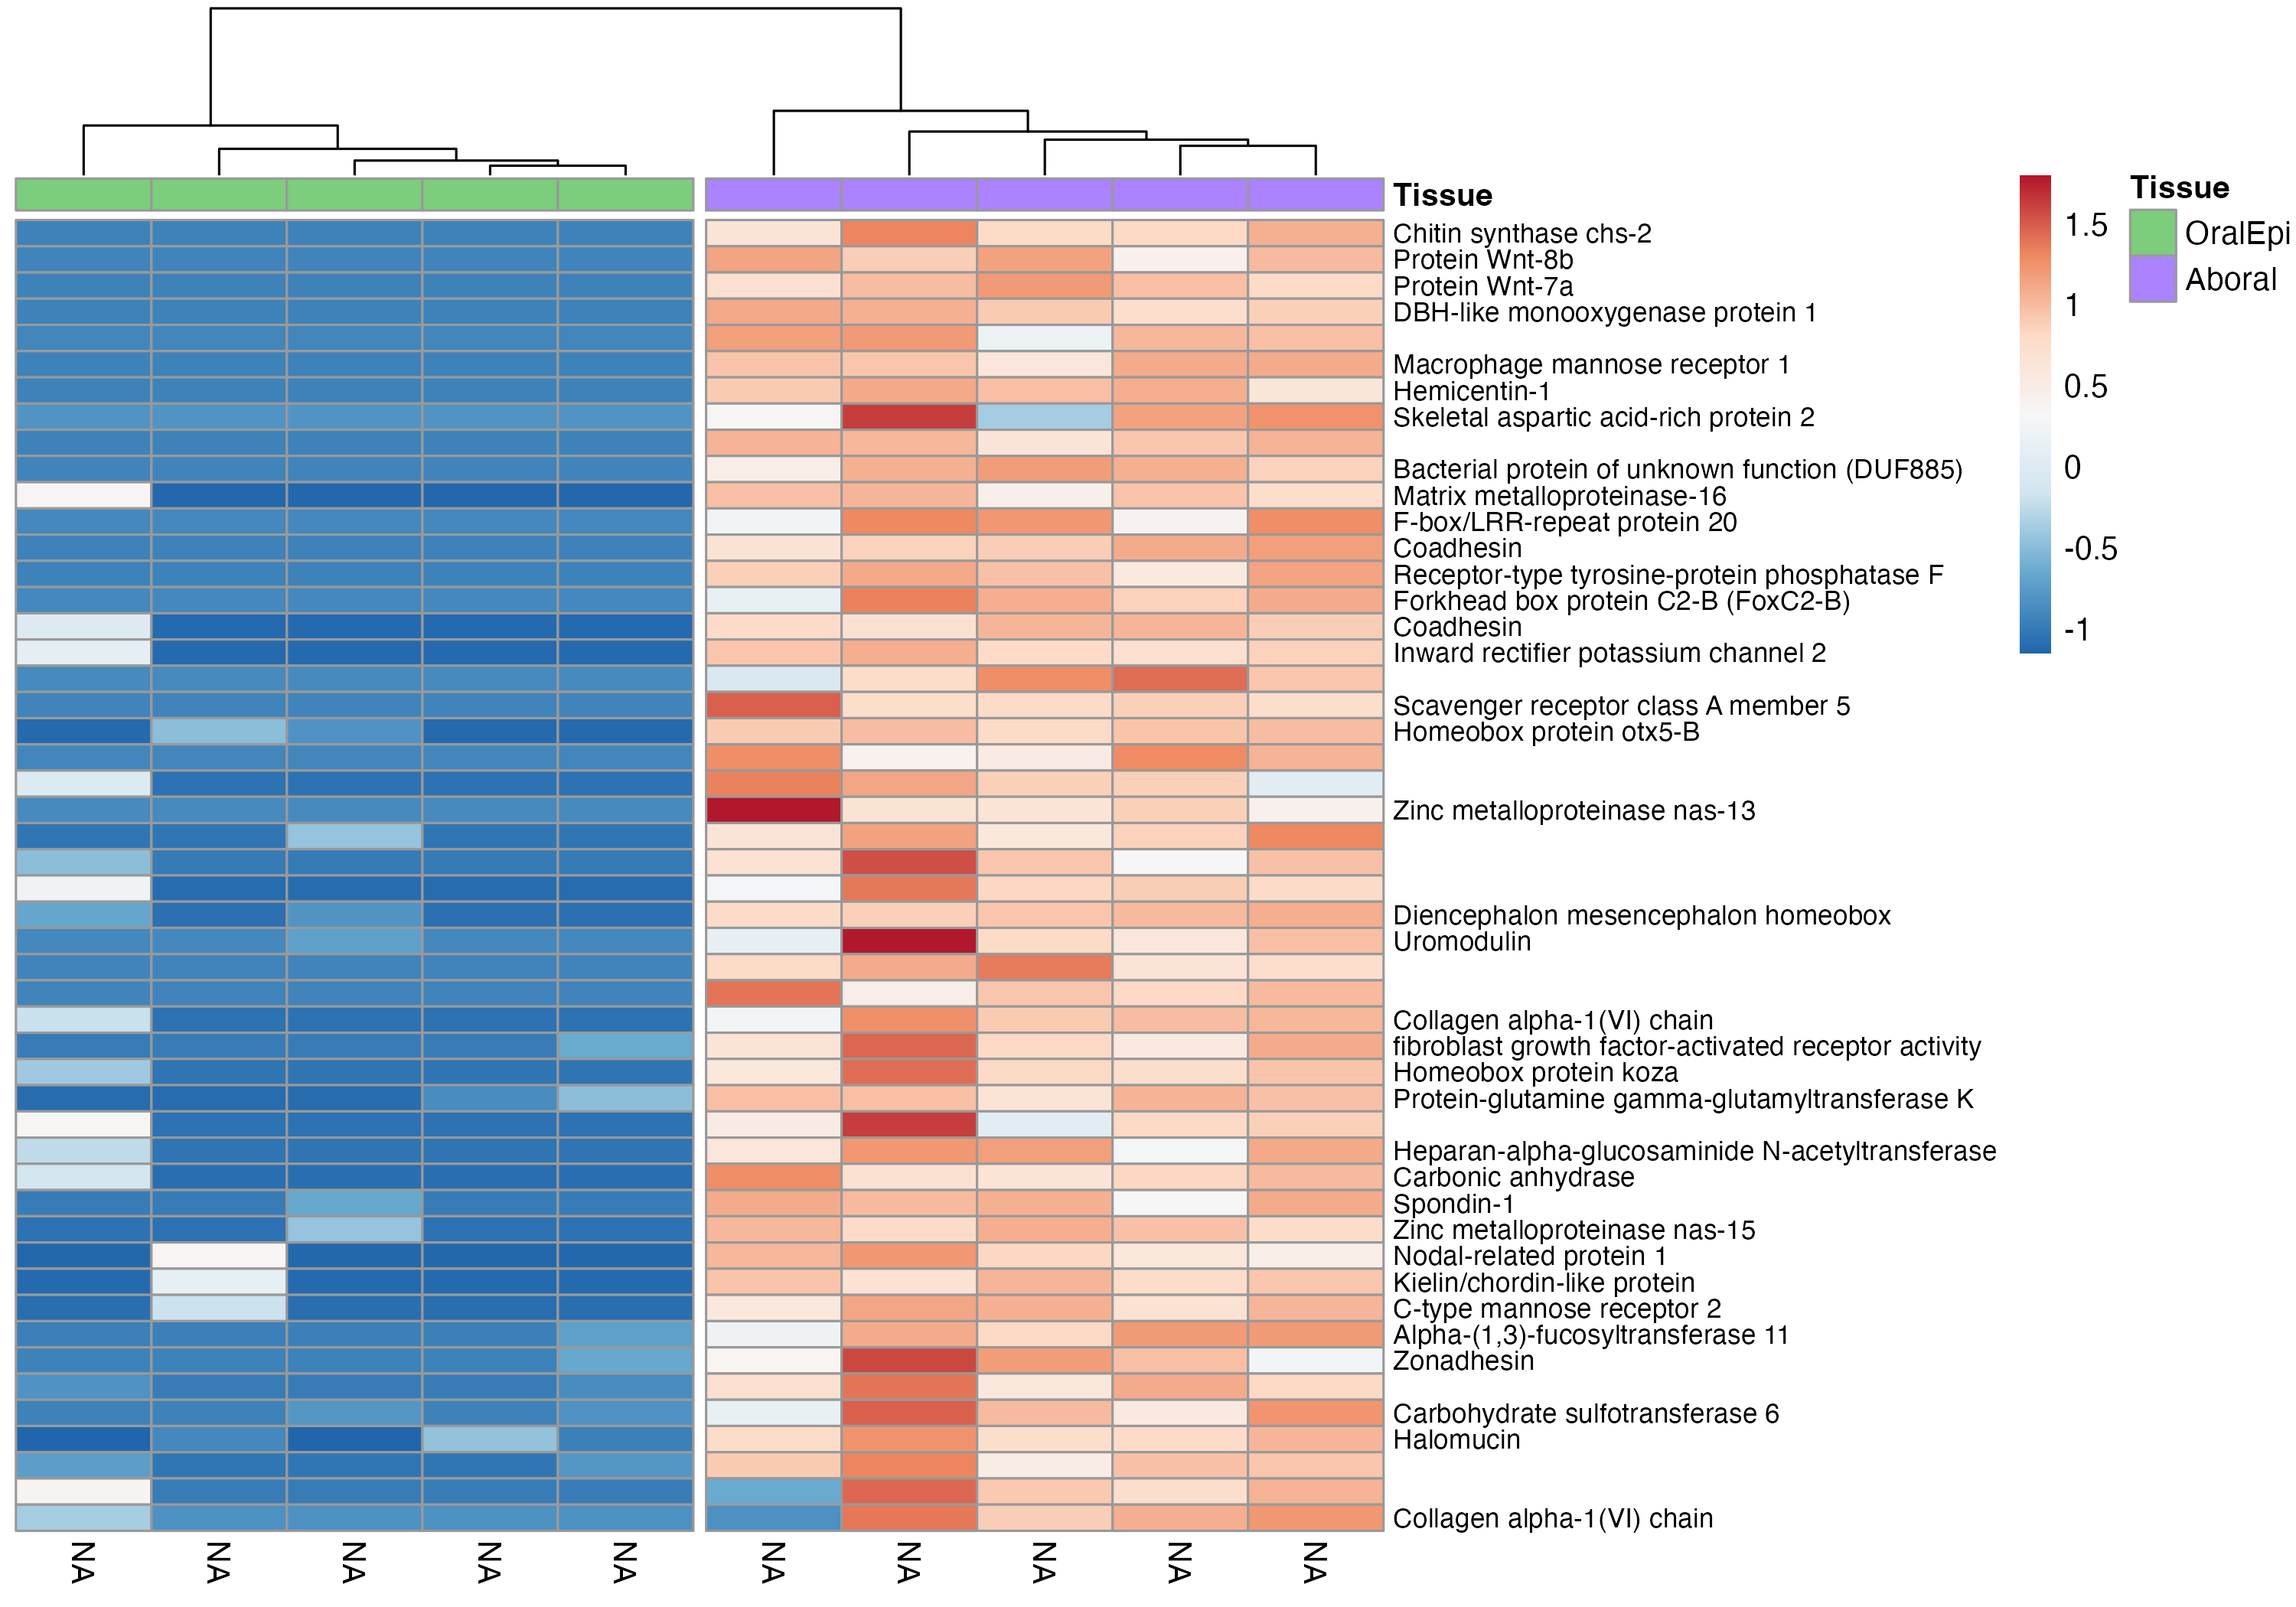 Tissue
Chitin synthase chs-2
Protein Wnt-8b
Protein Wnt-7a
DBH-like monooxygenase protein 1
Macrophage mannose receptor 1
Hemicentin-1
Skeletal aspartic acid-rich protein 2
Bacterial protein of unknown function (DUF885)
Matrix metalloproteinase-16
F-box/LRR-repeat protein 20
Coadhesin
Receptor-type tyrosine-protein phosphatase F
Forkhead box protein C2-B (FoxC2-B)
Coadhesin
Inward rectifier potassium channel 2
Scavenger receptor class A member 5
Homeobox protein otx5-B
Zinc metalloproteinase nas-13
Diencephalon mesencephalon homeobox
Uromodulin
Collagen alpha-1(VI) chain
fibroblast growth factor-activated receptor activity
Homeobox protein koza
Protein-glutamine gamma-glutamyltransferase K
Heparan-alpha-glucosaminide N-acetyltransferase
Carbonic anhydrase
Spondin-1
Zinc metalloproteinase nas-15
Nodal-related protein 1
Kielin/chordin-like protein
C-type mannose receptor 2
Alpha-(1,3)-fucosyltransferase 11
Zonadhesin
Carbohydrate sulfotransferase 6
Halomucin
Collagen alpha-1(VI) chain
NA
NA
NA
NA
NA
NA
NA
NA
NA
NA
1.5
1
0.5
0
-0.5
-1
Tissue
OralEpi
Aboral